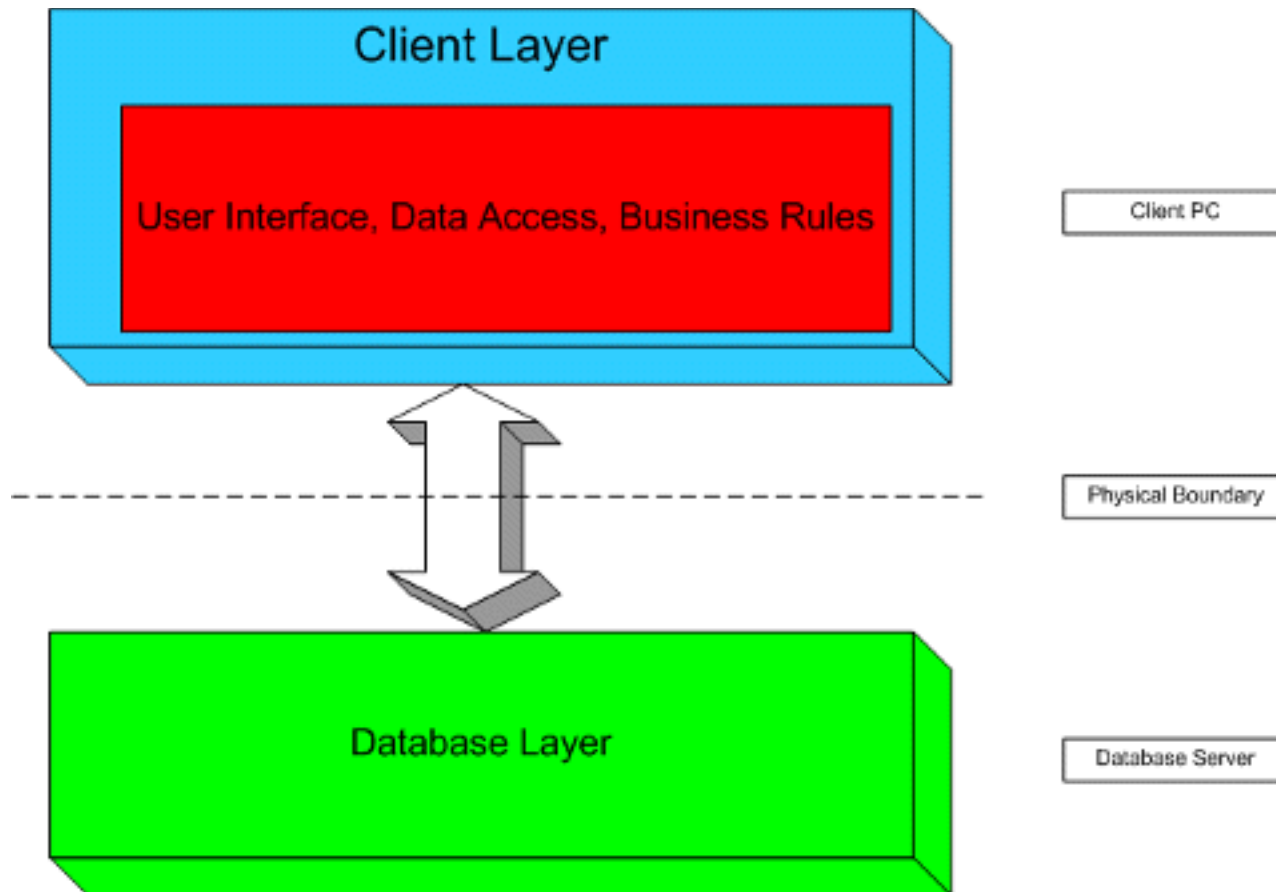 Client Layer
User Interface, Data Access, Business Rules
Client PC
Physical Boundary
Database Layer
Database Server